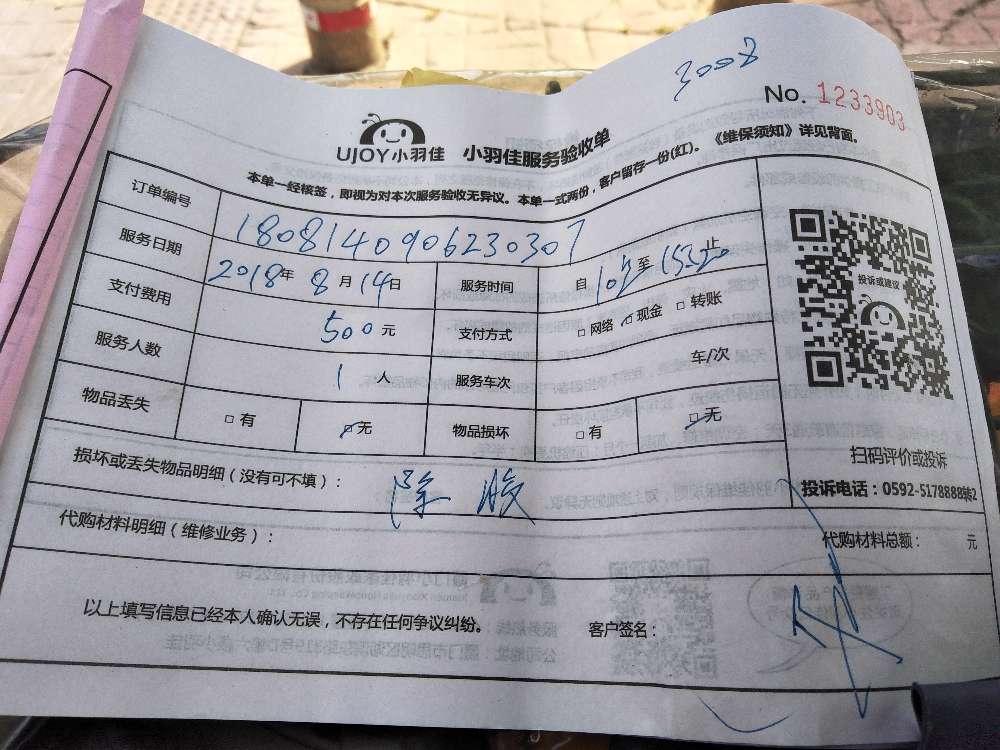 3008
No. 1233903
UJOY小羽佳 小羽佳服务验收单
本单一经核签，即视为对本次服务验收无异议。本单一式两份，客户留存一份(红)。《维保须知》详见背面。
订单编号 1808140906230307
服务日期 2018年 8月14日 服务时间 自 至 止
支付费用 500元 支付方式 □网络 □现金 □转账
服务人数 1 人 服务车次 车/次
物品丢失 □有 □无 物品损坏 □有 □无
损坏或丢失物品明细（没有可不填）：
代购材料明细（维修业务）： 代购材料总额： 元
以上填写信息已经本人确认无误，不存在任何争议纠纷。 客户签名：
投诉或建议
扫码评价或投诉
投诉电话：0592-5178888转2